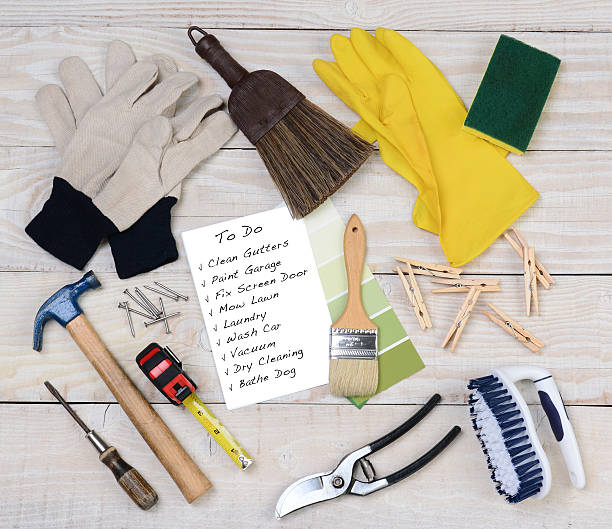 To Do
√ Clean Gutters
√ Paint Garage
√ Fix Screen Door
√ Mow Lawn
√ Laundry
√ Wash Car
√ Vacuum
√ Dry Cleaning
√ Bathe Dog